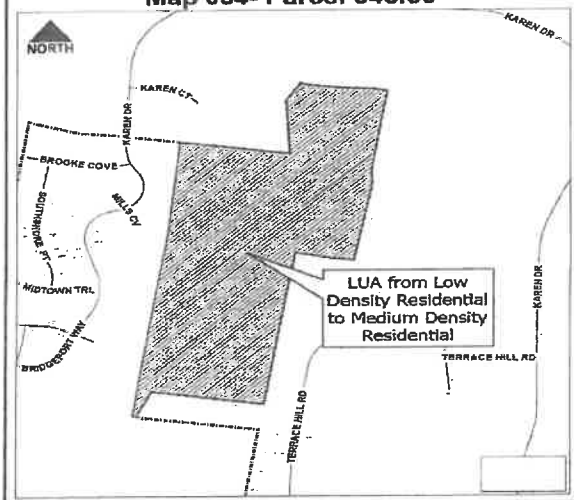 NORTH
KAREN DR
KAREN CT
KAREN DR
BROOKE COVE
MILLS CV
MIDTOWN TRL
BRIDGEPORT WAY
LUA from Low
Density Residential
to Medium Density
Residential
KAREN DR
TERRACE HILL RD
TERRACE HILL RD